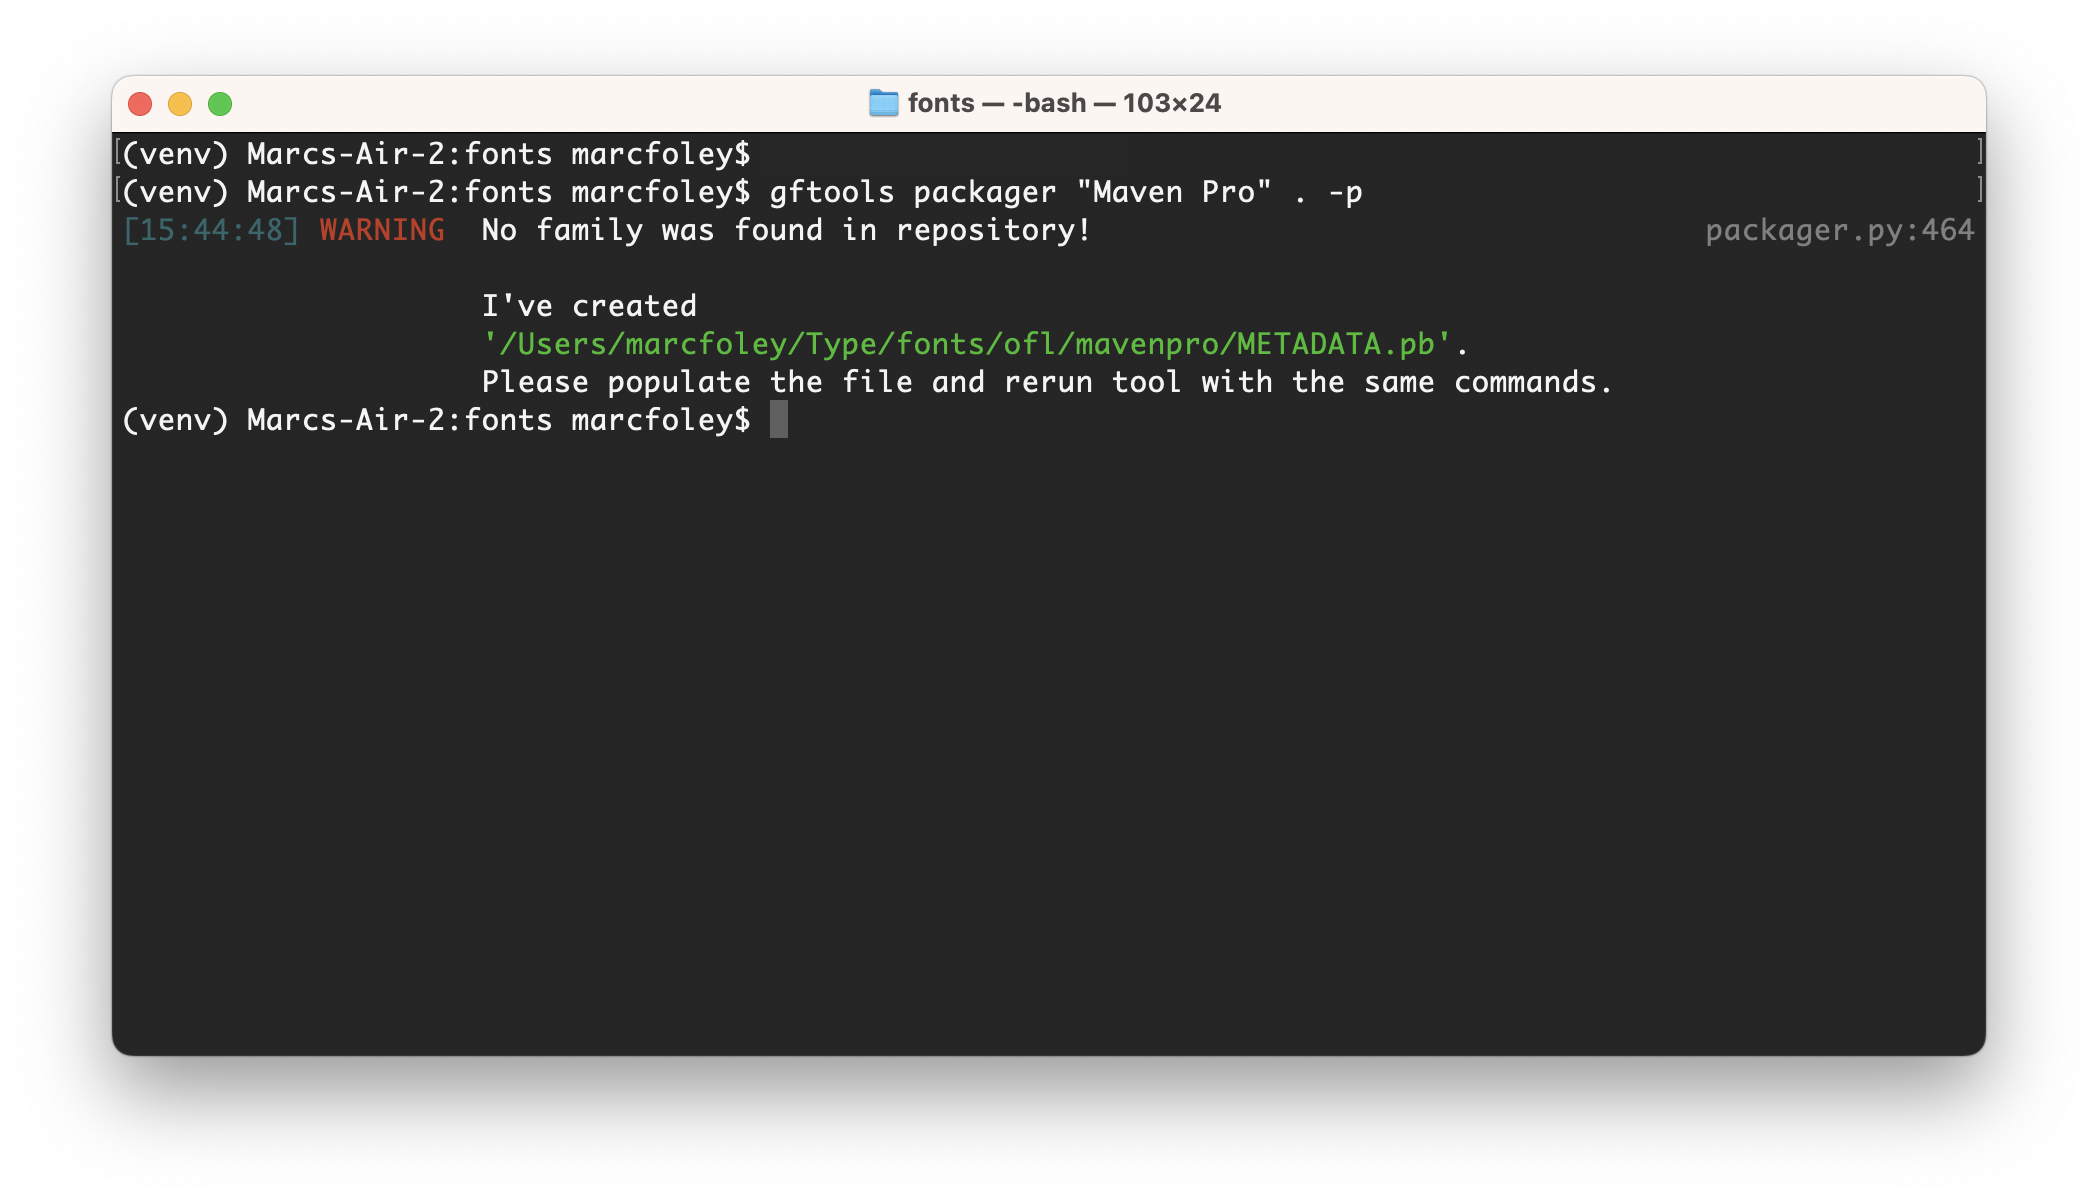 fonts — -bash — 103×24
[(venv) Marcs-Air-2:fonts marcfoley$ ]
[(venv) Marcs-Air-2:fonts marcfoley$ gftools packager "Maven Pro" . -p ]
[15:44:48] WARNING No family was found in repository! packager.py:464
I've created
'/Users/marcfoley/Type/fonts/ofl/mavenpro/METADATA.pb'.
Please populate the file and rerun tool with the same commands.
(venv) Marcs-Air-2:fonts marcfoley$